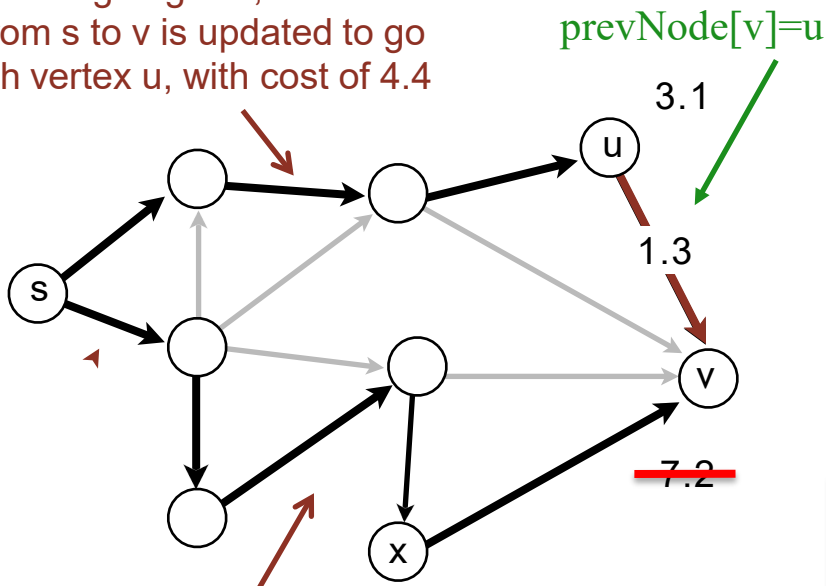 om s to v is updated to go
h vertex u, with cost of 4.4
prevNode[v]=u
3.1
u
1.3
s
v
7.2
x